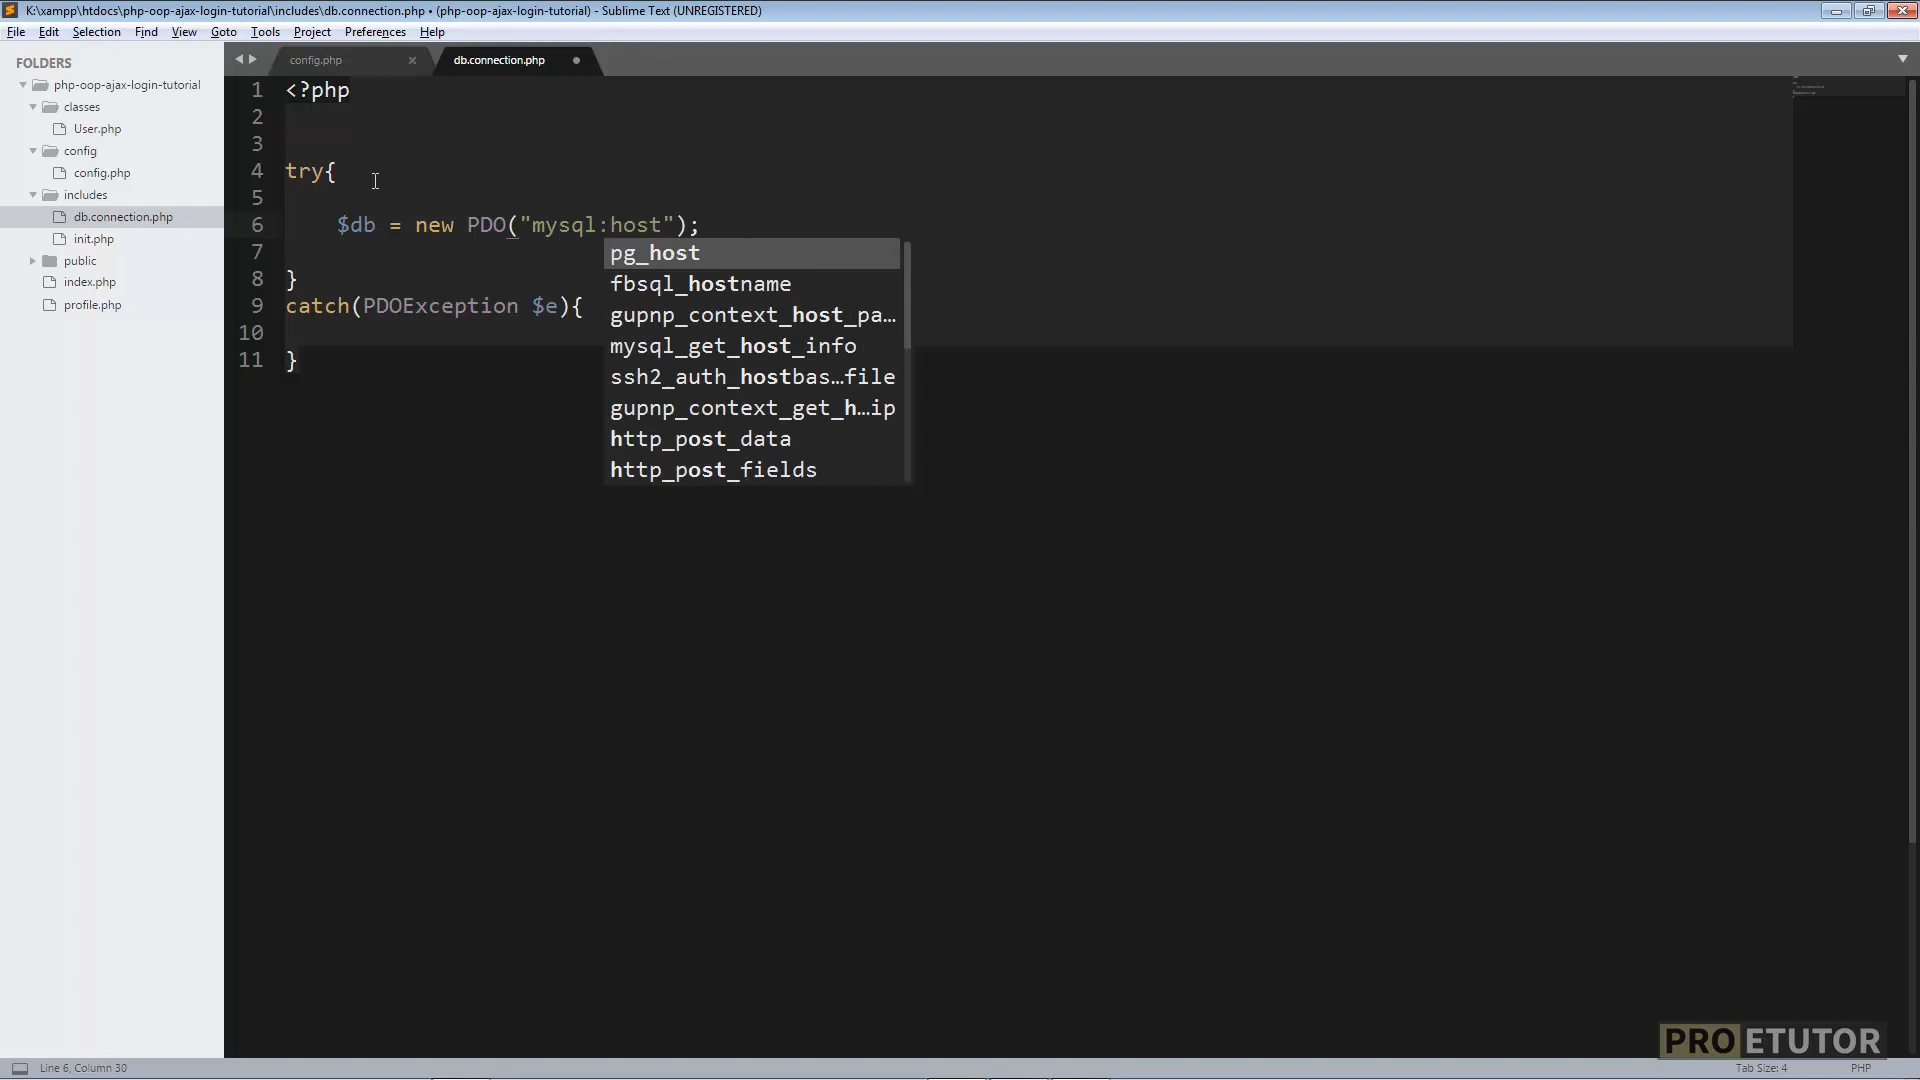 K:\xampp\htdocs\php-oop-ajax-login-tutorial\includes\db.connection.php • (php-oop-ajax-login-tutorial) - Sublime Text (UNREGISTERED)
File Edit Selection Find View Goto Tools Project Preferences Help
FOLDERS
php-oop-ajax-login-tutorial
classes
User.php
config
config.php
includes
db.connection.php
init.php
public
index.php
profile.php
config.php × db.connection.php
1 <?php
2
3
4 try{
5
6 $db = new PDO("mysql:host");
7
8 }
9 catch(PDOException $e){
10
11 }
pg_host
fbsql_hostname
gupnp_context_host_pa…
mysql_get_host_info
ssh2_auth_hostbas…file
gupnp_context_get_h…ip
http_post_data
http_post_fields
PROETUTOR
Line 6, Column 30 Tab Size: 4 PHP